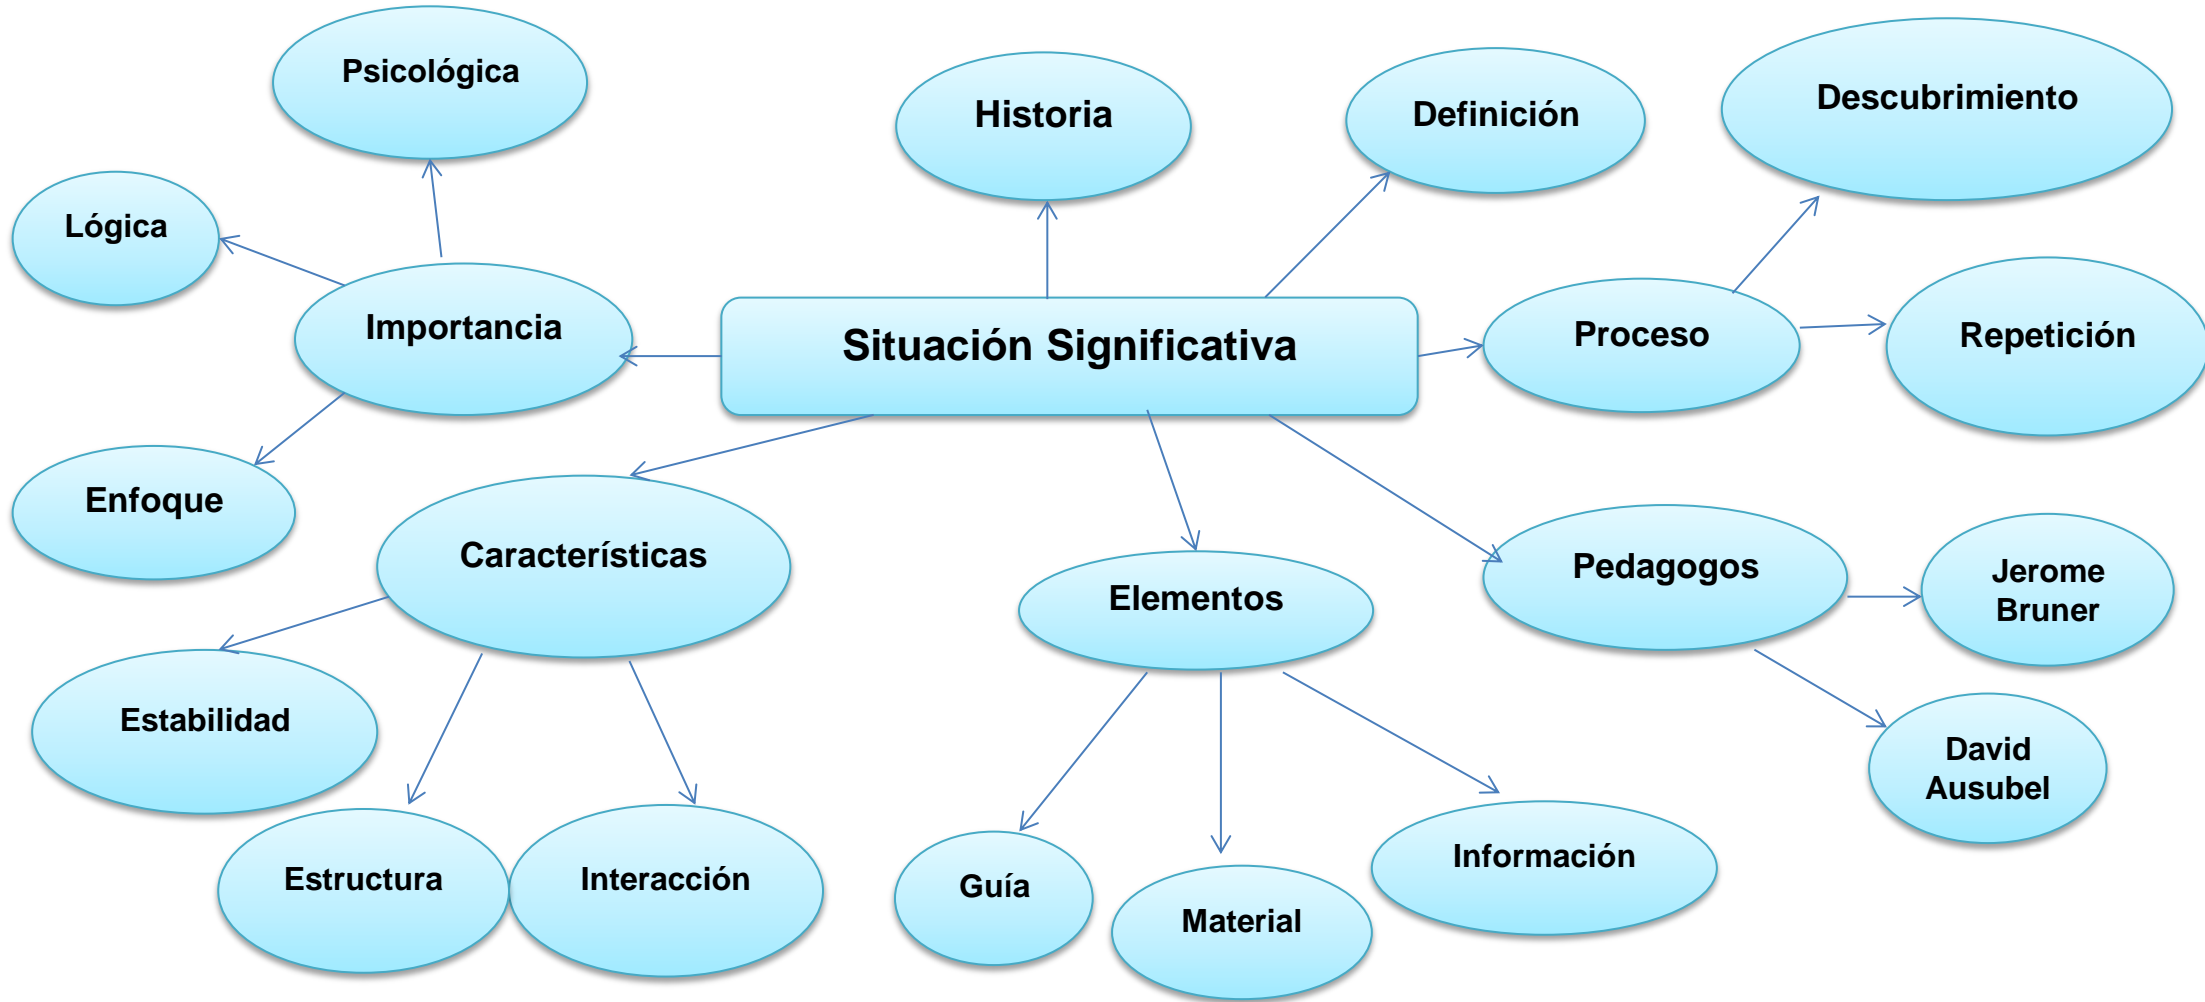 Psicológica
Historia
Definición
Descubrimiento
Lógica
Importancia
Situación Significativa
Proceso
Repetición
Enfoque
Características
Elementos
Pedagogos
Jerome
Bruner
Estabilidad
David
Ausubel
Estructura
Interacción
Guía
Material
Información